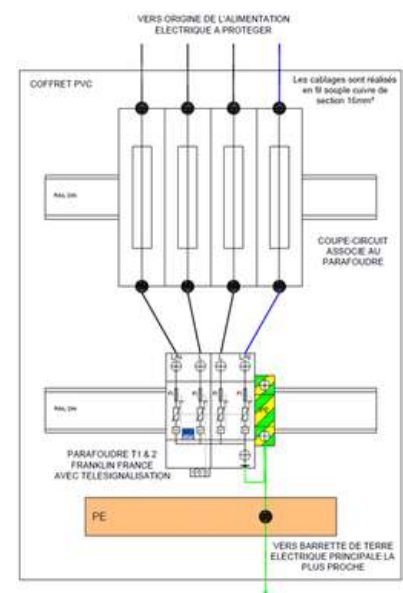 VERS ORIGINE DE L'ALIMENTATION
ELECTRIQUE A PROTEGER
COFFRET PVC
Les cablages sont réalisés
en fil souple cuivre de
section 16mm²
RAIL DIN
COUPE-CIRCUIT
ASSOCIE AU
PARAFOUDRE
L/N
L
L
L/N
RAIL DIN
PARAFOUDRE T1 & 2
FRANKLIN FRANCE
AVEC TELESIGNALISATION
PE
VERS BARRETTE DE TERRE
ELECTRIQUE PRINCIPALE LA
PLUS PROCHE